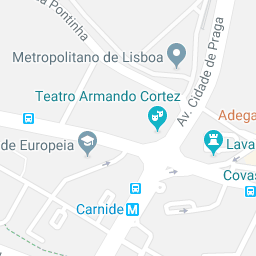 Pontinha
Metropolitano de Lisboa
Av. Cidade de Praga
Teatro Armando Cortez
Adega
Lava
de Europeia
Covas
Carnide M